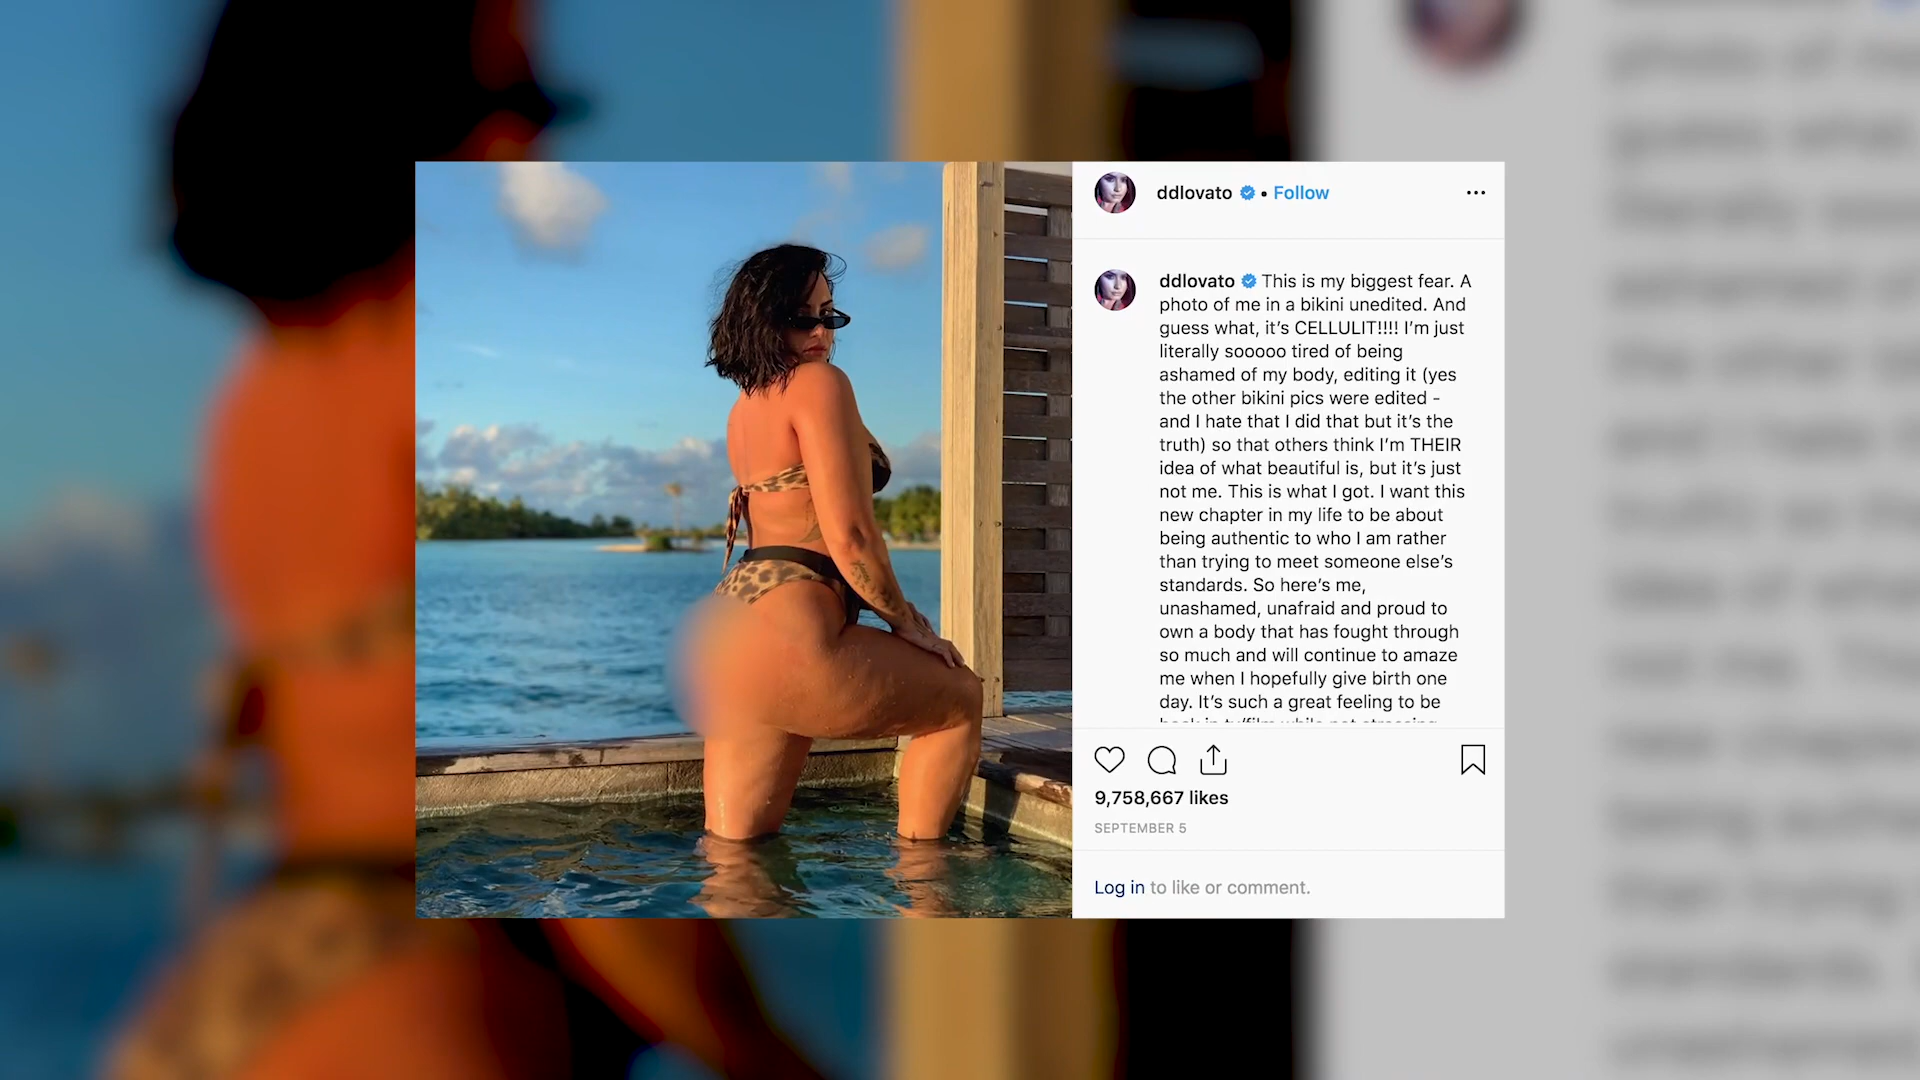 ddlovato • Follow
ddlovato This is my biggest fear. A
photo of me in a bikini unedited. And
guess what, it’s CELLULIT!!!! I’m just
literally sooooo tired of being
ashamed of my body, editing it (yes
the other bikini pics were edited -
and I hate that I did that but it’s the
truth) so that others think I’m THEIR
idea of what beautiful is, but it’s just
not me. This is what I got. I want this
new chapter in my life to be about
being authentic to who I am rather
than trying to meet someone else’s
standards. So here’s me,
unashamed, unafraid and proud to
own a body that has fought through
so much and will continue to amaze
me when I hopefully give birth one
day. It’s such a great feeling to be
9,758,667 likes
SEPTEMBER 5
Log in to like or comment.